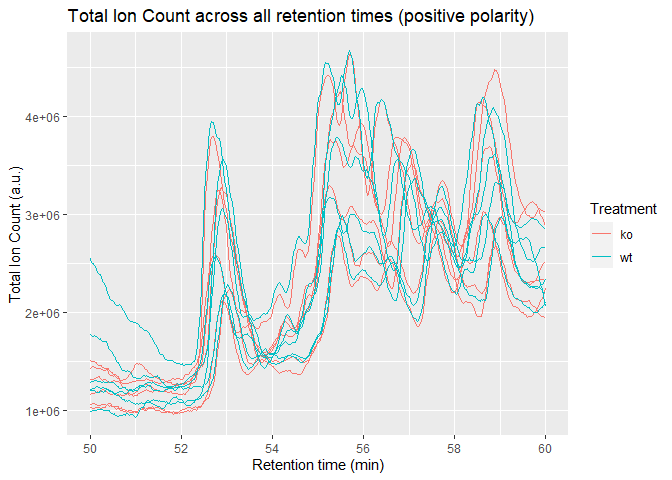 Total Ion Count across all retention times (positive polarity)
Total Ion Count (a.u.)
4e+06
3e+06
2e+06
1e+06
50 52 54 56 58 60
Retention time (min)
Treatment
ko
wt